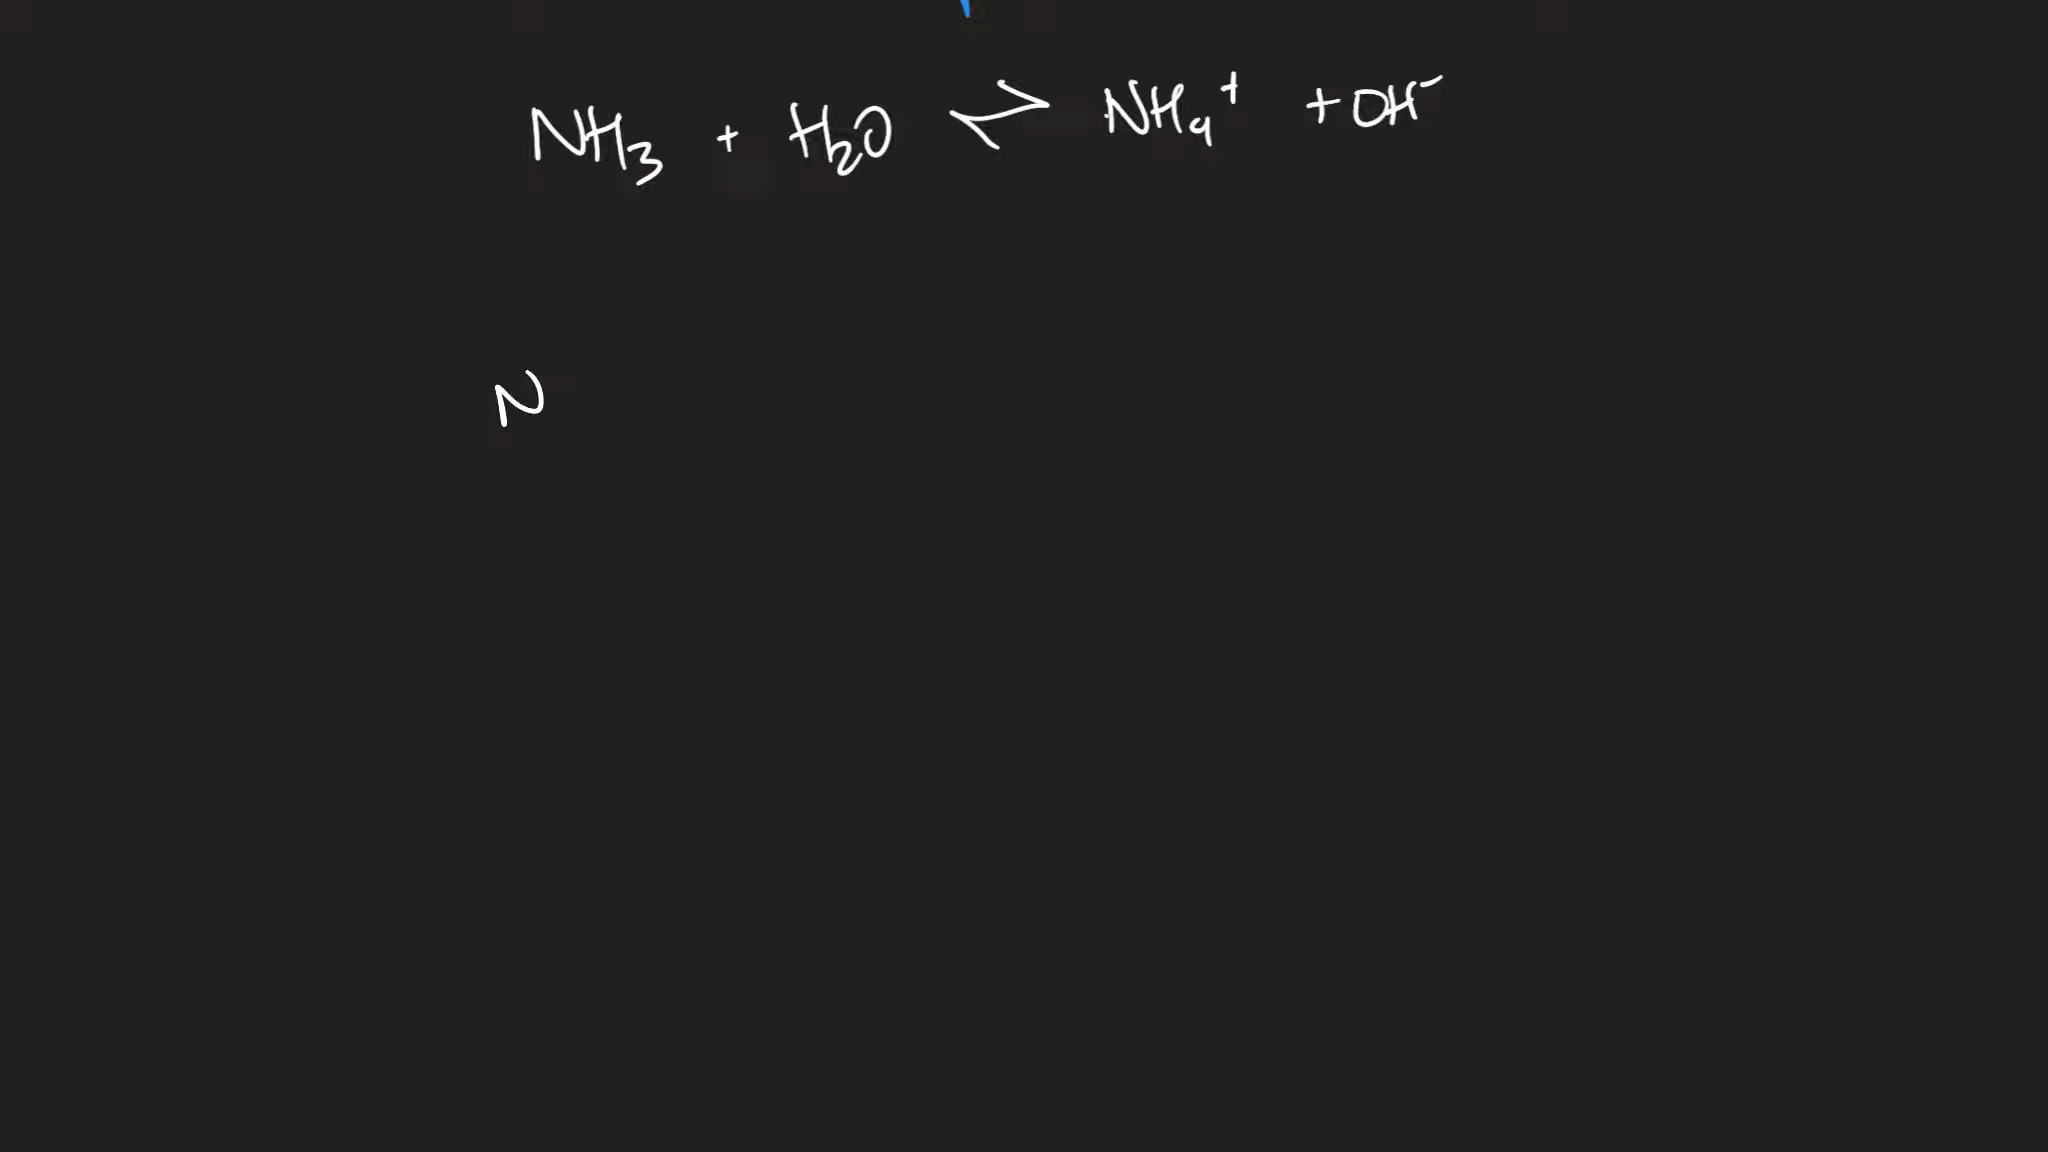 NH₃ + H₂O ⇌ NH₄⁺ + OH⁻
N